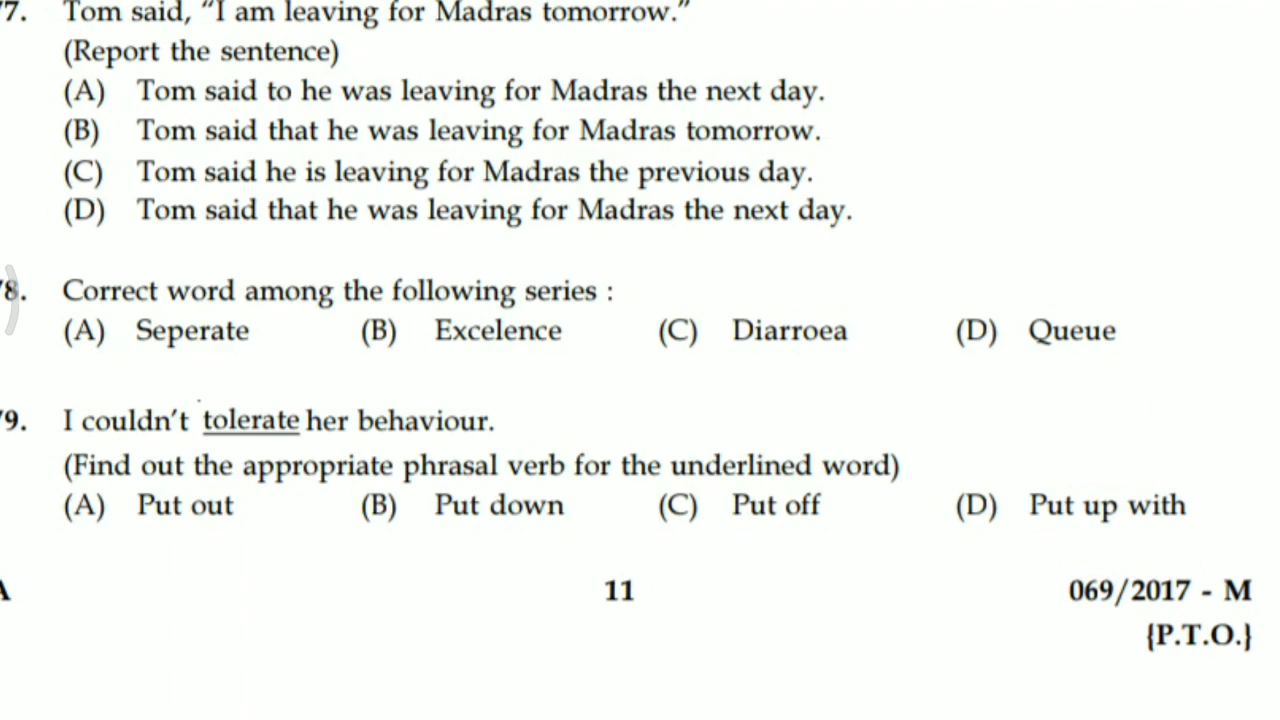 77. Tom said, “I am leaving for Madras tomorrow.”
(Report the sentence)
(A) Tom said to he was leaving for Madras the next day.
(B) Tom said that he was leaving for Madras tomorrow.
(C) Tom said he is leaving for Madras the previous day.
(D) Tom said that he was leaving for Madras the next day.
78. Correct word among the following series :
(A) Seperate (B) Excelence (C) Diarroea (D) Queue
79. I couldn’t tolerate her behaviour.
(Find out the appropriate phrasal verb for the underlined word)
(A) Put out (B) Put down (C) Put off (D) Put up with
A 11 069/2017 - M
{P.T.O.}